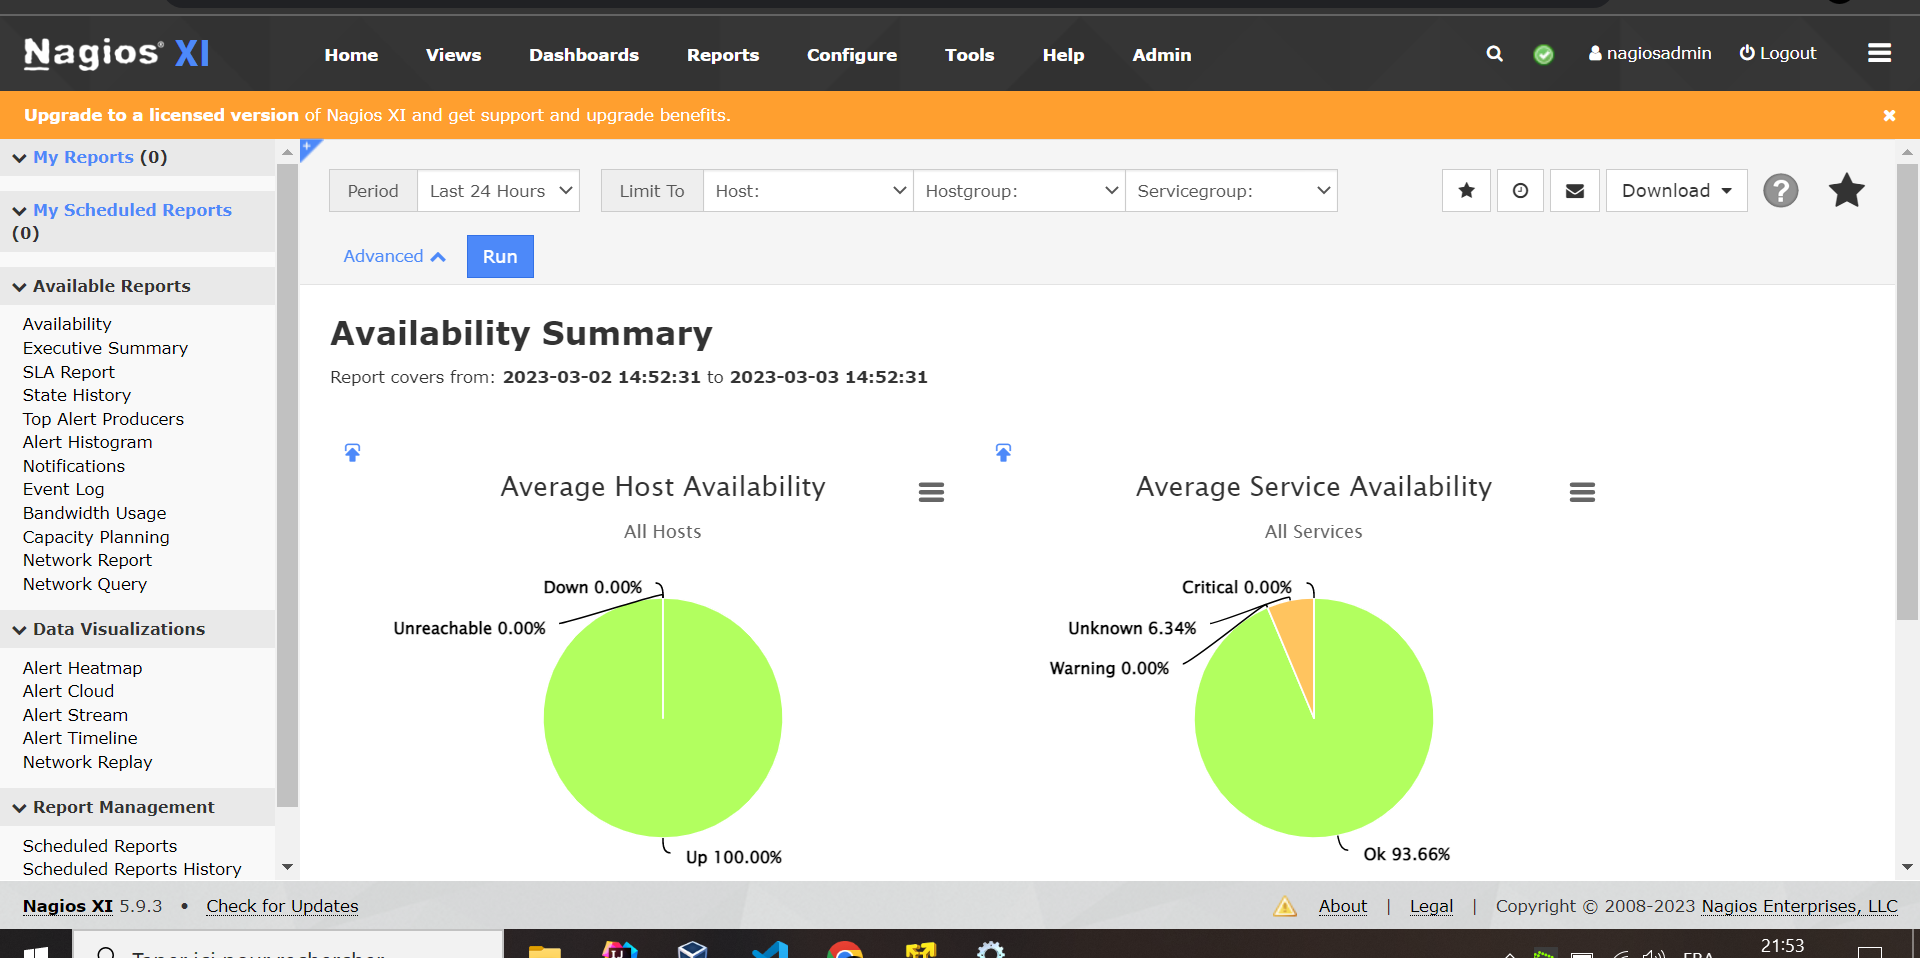 Nagios® XI
Home Views Dashboards Reports Configure Tools Help Admin
nagiosadmin Logout
Upgrade to a licensed version of Nagios XI and get support and upgrade benefits.
My Reports (0)
My Scheduled Reports
(0)
Available Reports
Availability
Executive Summary
SLA Report
State History
Top Alert Producers
Alert Histogram
Notifications
Event Log
Bandwidth Usage
Capacity Planning
Network Report
Network Query
Data Visualizations
Alert Heatmap
Alert Cloud
Alert Stream
Alert Timeline
Network Replay
Report Management
Scheduled Reports
Scheduled Reports History
Period Last 24 Hours Limit To Host: Hostgroup: Servicegroup: Download ?
Advanced Run
Availability Summary
Report covers from: 2023-03-02 14:52:31 to 2023-03-03 14:52:31
Average Host Availability
All Hosts
Down 0.00%
Unreachable 0.00%
Up 100.00%
Average Service Availability
All Services
Critical 0.00%
Unknown 6.34%
Warning 0.00%
Ok 93.66%
Nagios XI 5.9.3 • Check for Updates
About | Legal | Copyright © 2008-2023 Nagios Enterprises, LLC
21:53